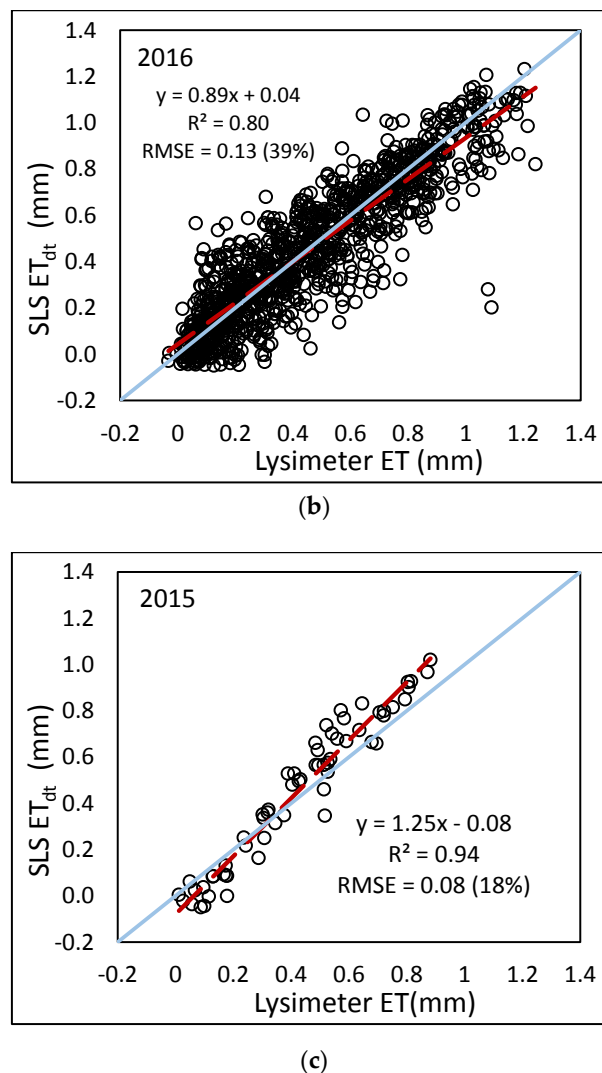 2016
y = 0.89x + 0.04
R² = 0.80
RMSE = 0.13 (39%)
SLS ET_dt (mm)
1.4
1.2
1.0
0.8
0.6
0.4
0.2
0.0
-0.2
-0.2 0 0.2 0.4 0.6 0.8 1 1.2 1.4
Lysimeter ET (mm)
(b)
2015
SLS ET_dt (mm)
1.4
1.2
1.0
0.8
0.6
0.4
0.2
0.0
-0.2
y = 1.25x - 0.08
R² = 0.94
RMSE = 0.08 (18%)
-0.2 0 0.2 0.4 0.6 0.8 1 1.2 1.4
Lysimeter ET(mm)
(c)